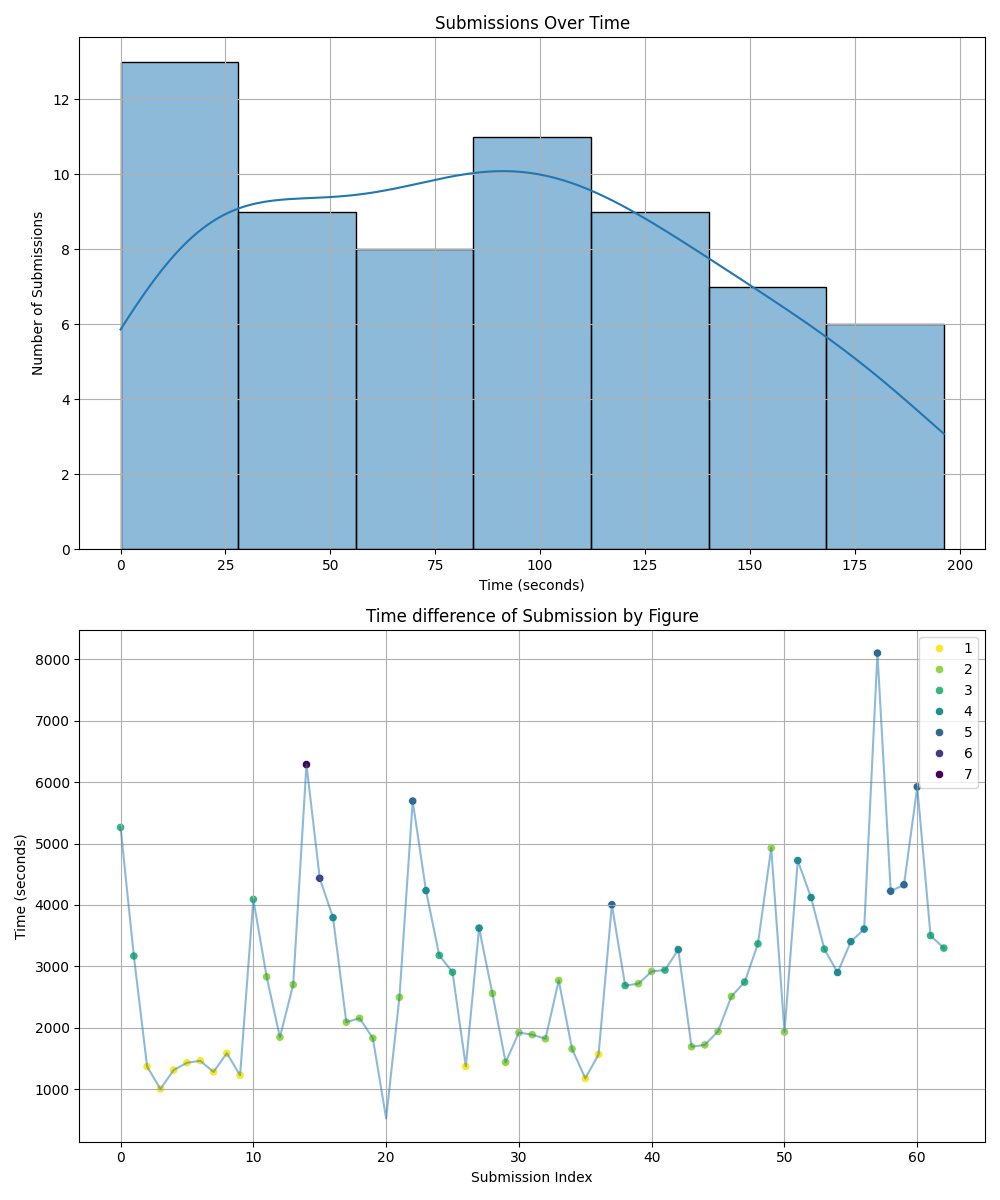 Submissions Over Time
Number of Submissions
12
10
8
6
4
2
0
0 25 50 75 100 125 150 175 200
Time (seconds)
Time difference of Submission by Figure
Time (seconds)
8000
7000
6000
5000
4000
3000
2000
1000
1
2
3
4
5
6
7
0 10 20 30 40 50 60
Submission Index